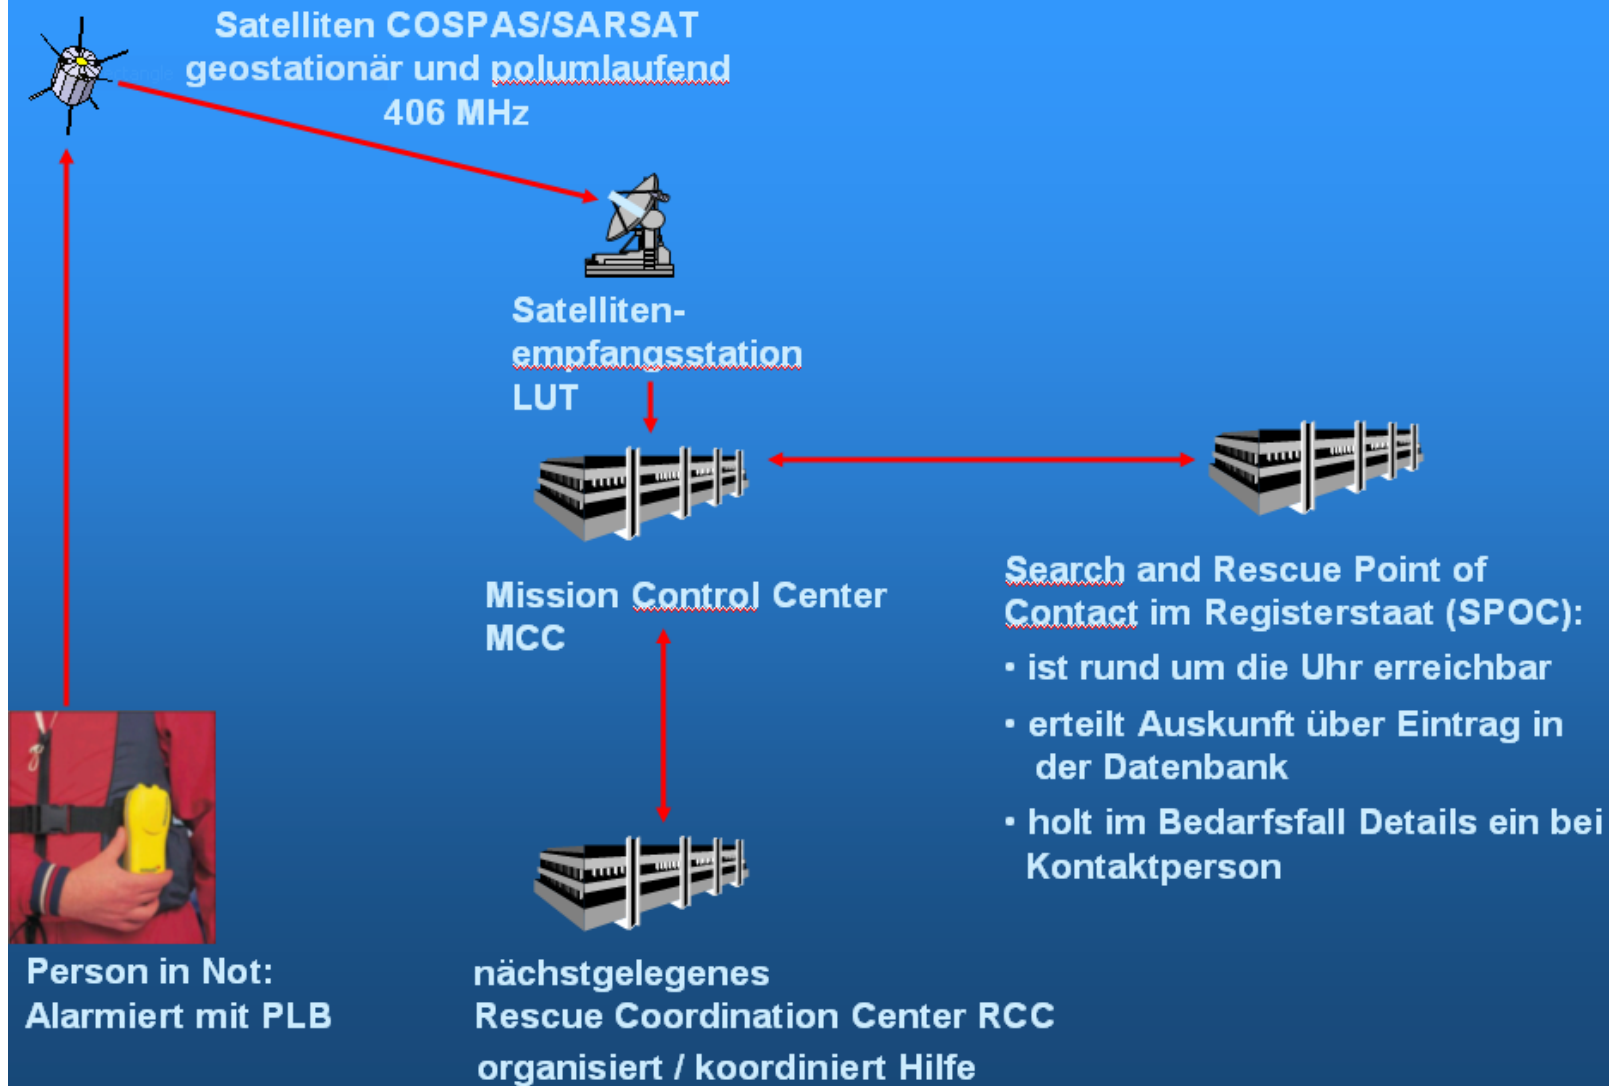 Satelliten COSPAS/SARSAT
geostationär und polumlaufend
406 MHz
Satelliten-
empfangsstation
LUT
Mission Control Center
MCC
Search and Rescue Point of
Contact im Registerstaat (SPOC):
• ist rund um die Uhr erreichbar
• erteilt Auskunft über Eintrag in
der Datenbank
• holt im Bedarfsfall Details ein bei
Kontaktperson
Person in Not:
Alarmiert mit PLB
nächstgelegenes
Rescue Coordination Center RCC
organisiert / koordiniert Hilfe